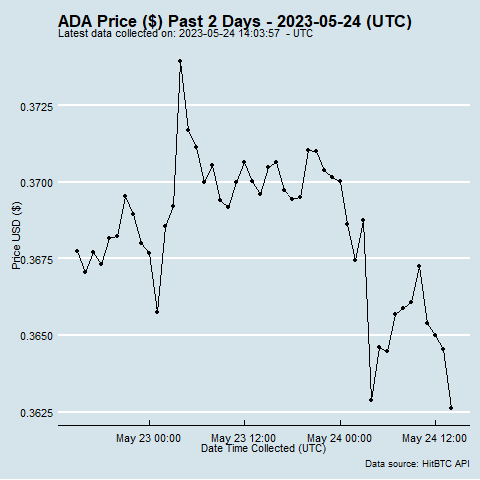 ADA Price ($) Past 2 Days - 2023-05-24 (UTC)
Latest data collected on: 2023-05-24 14:03:57 - UTC
0.3725
0.3700
0.3675
0.3650
0.3625
Price USD ($)
May 23 00:00 May 23 12:00 May 24 00:00 May 24 12:00
Date Time Collected (UTC)
Data source: HitBTC API